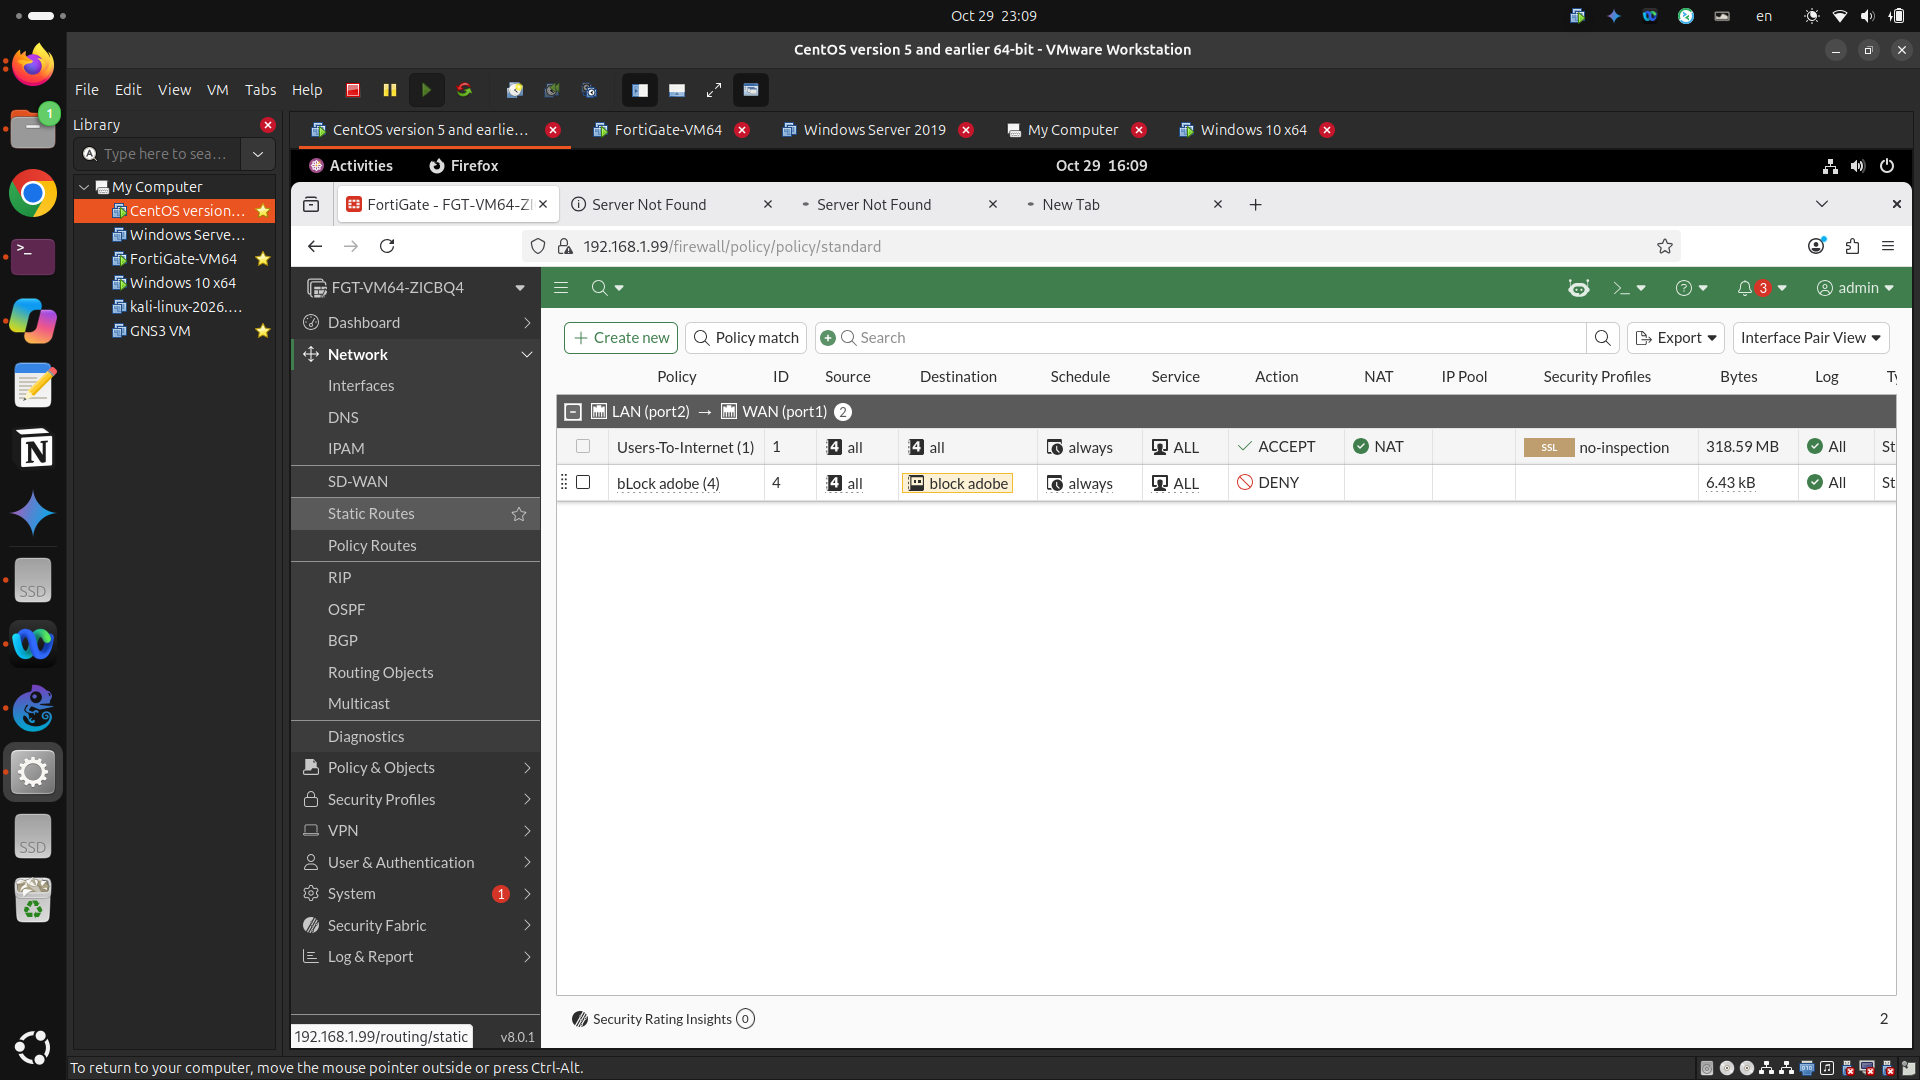 Oct 29 23:09
en
CentOS version 5 and earlier 64-bit - VMware Workstation
File Edit View VM Tabs Help
1
Library
Type here to sea...
My Computer
CentOS version...
Windows Serve...
FortiGate-VM64
Windows 10 x64
kali-linux-2026....
GNS3 VM
CentOS version 5 and earlie...
FortiGate-VM64
Windows Server 2019
My Computer
Windows 10 x64
Activities
Firefox
Oct 29 16:09
FortiGate - FGT-VM64-ZI
Server Not Found
Server Not Found
New Tab
192.168.1.99/firewall/policy/policy/standard
FGT-VM64-ZICBQ4
3
admin
Dashboard
Network
Interfaces
DNS
IPAM
SD-WAN
Static Routes
Policy Routes
RIP
OSPF
BGP
Routing Objects
Multicast
Diagnostics
Policy & Objects
Security Profiles
VPN
User & Authentication
System 1
Security Fabric
Log & Report
192.168.1.99/routing/static
v8.0.1
Create new
Policy match
Search
Export
Interface Pair View
Policy ID Source Destination Schedule Service Action NAT IP Pool Security Profiles Bytes Log Ty
LAN (port2) → WAN (port1) 2
Users-To-Internet (1) 1 4 all 4 all always ALL ACCEPT NAT SSL no-inspection 318.59 MB All St
bLock adobe (4) 4 4 all block adobe always ALL DENY 6.43 kB All St
Security Rating Insights 0
2
SSD
SSD
To return to your computer, move the mouse pointer outside or press Ctrl-Alt.